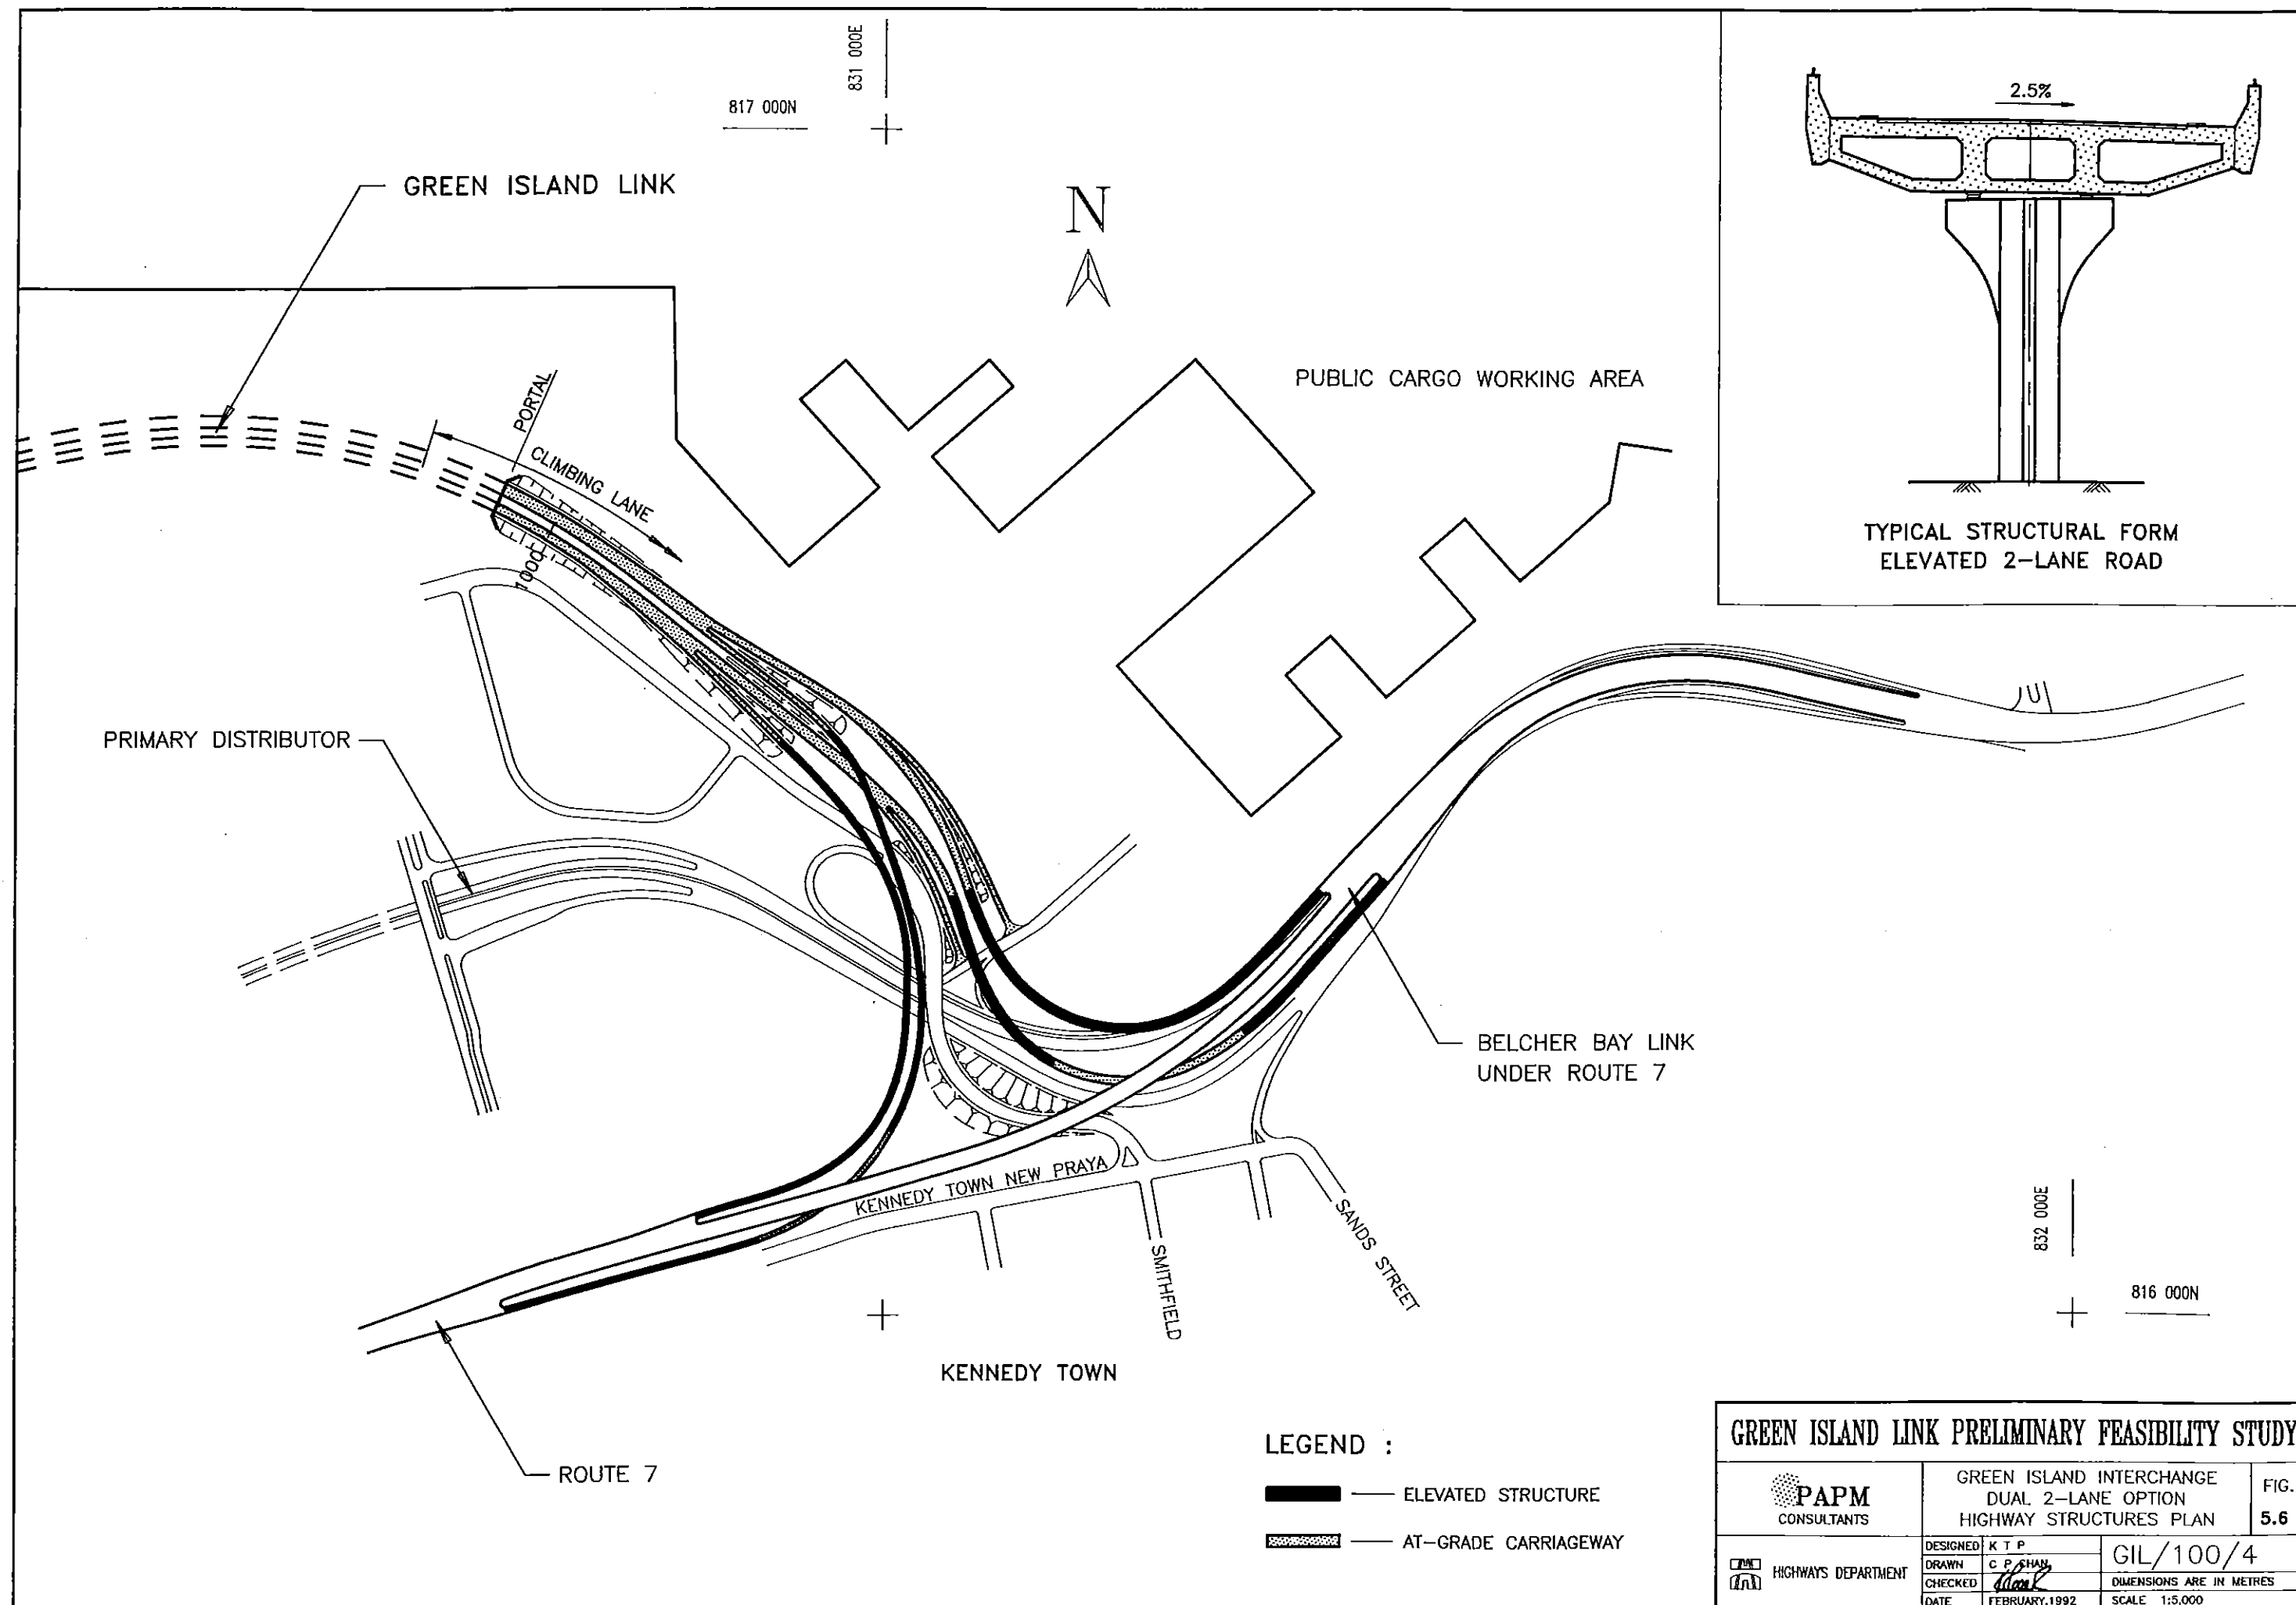 831 000E
817 000N
2.5%
GREEN ISLAND LINK
N
PUBLIC CARGO WORKING AREA
PORTAL
CLIMBING LANE
1000
TYPICAL STRUCTURAL FORM
ELEVATED 2-LANE ROAD
PRIMARY DISTRIBUTOR
BELCHER BAY LINK
UNDER ROUTE 7
KENNEDY TOWN NEW PRAYA
SMITHFIELD
SANDS STREET
832 000E
816 000N
KENNEDY TOWN
ROUTE 7
LEGEND :
ELEVATED STRUCTURE
AT-GRADE CARRIAGEWAY
GREEN ISLAND LINK PRELIMINARY FEASIBILITY STUDY
PAPM
CONSULTANTS
GREEN ISLAND INTERCHANGE
DUAL 2-LANE OPTION
HIGHWAY STRUCTURES PLAN
FIG.
5.6
HIGHWAYS DEPARTMENT
DESIGNED K T P
DRAWN C P CHAN
CHECKED
DATE FEBRUARY,1992
GIL/100/4
DIMENSIONS ARE IN METRES
SCALE 1:5,000